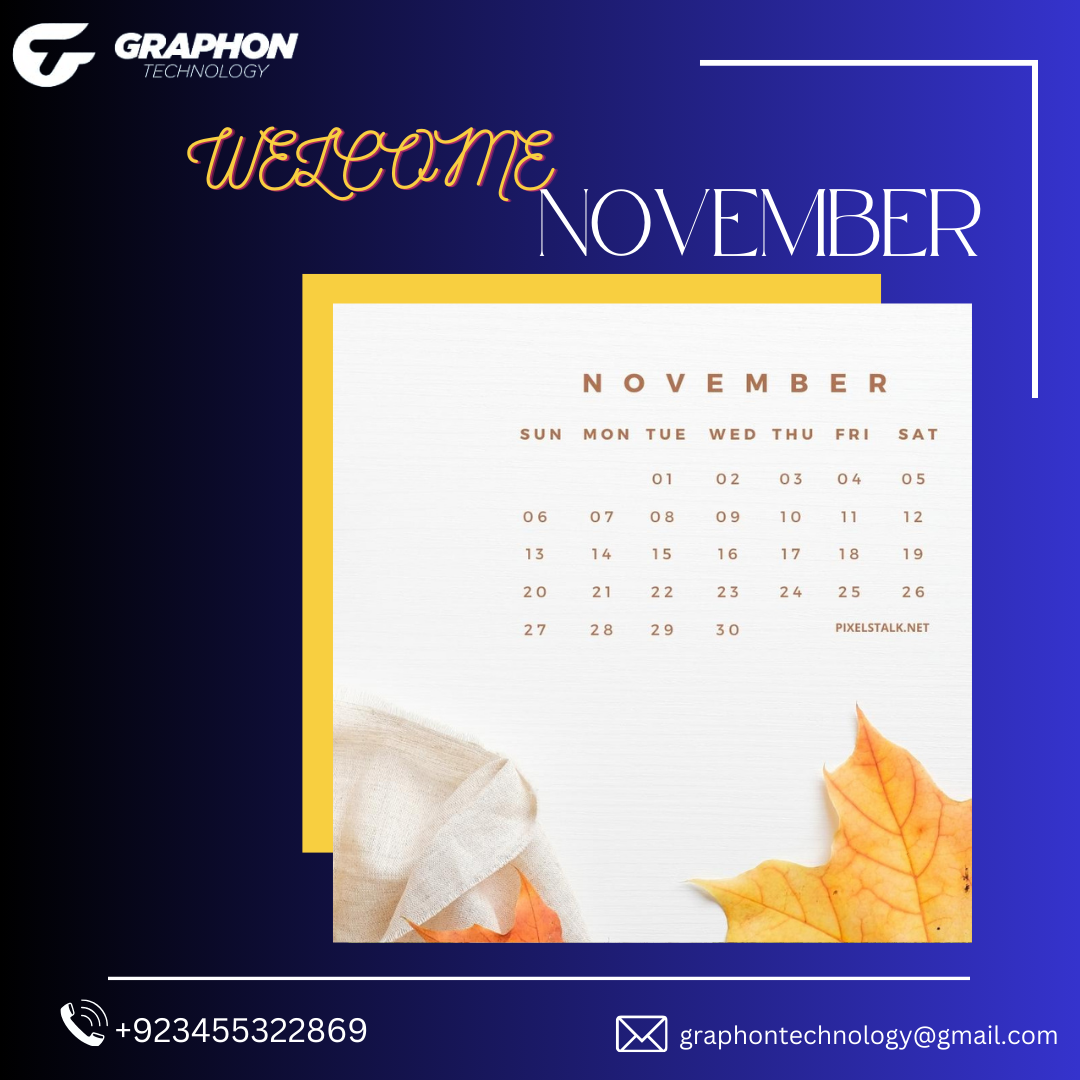 GRAPHON
TECHNOLOGY
WELCOME
NOVEMBER
NOVEMBER
SUN MON TUE WED THU FRI SAT
01 02 03 04 05
06 07 08 09 10 11 12
13 14 15 16 17 18 19
20 21 22 23 24 25 26
27 28 29 30 PIXELSTALK.NET
+923455322869
graphontechnology@gmail.com